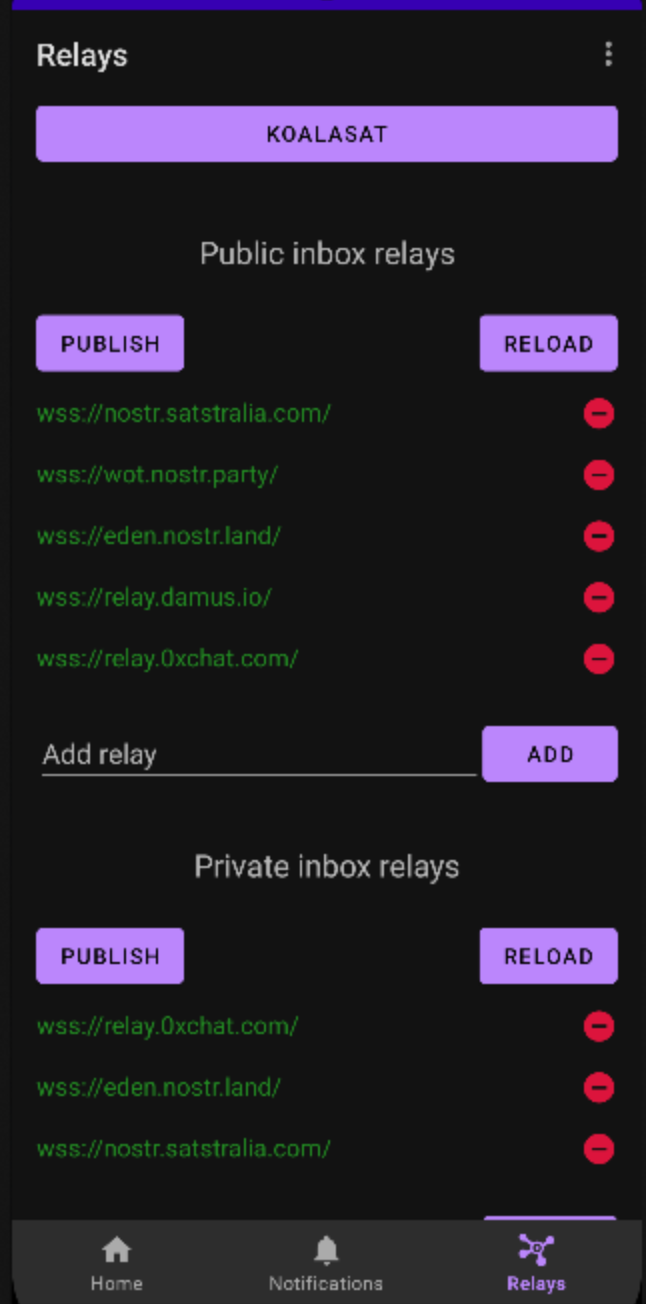 Relays
KOALASAT
Public inbox relays
PUBLISH RELOAD
wss://nostr.satstralia.com/
wss://wot.nostr.party/
wss://eden.nostr.land/
wss://relay.damus.io/
wss://relay.0xchat.com/
Add relay ADD
Private inbox relays
PUBLISH RELOAD
wss://relay.0xchat.com/
wss://eden.nostr.land/
wss://nostr.satstralia.com/
Home Notifications Relays